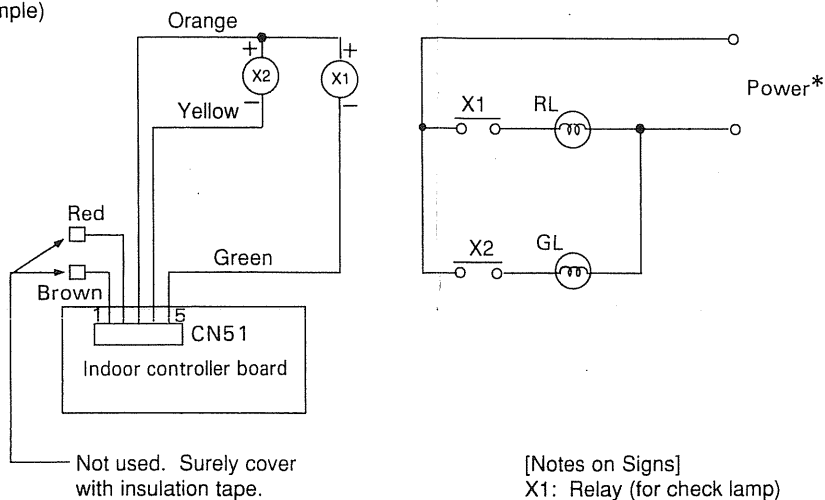 mple)
Orange
+
X2
−
+
X1
−
Yellow
Red
Brown
Green
1
5
CN51
Indoor controller board
Not used. Surely cover
with insulation tape.
Power*
X1
RL
X2
GL
[Notes on Signs]
X1: Relay (for check lamp)